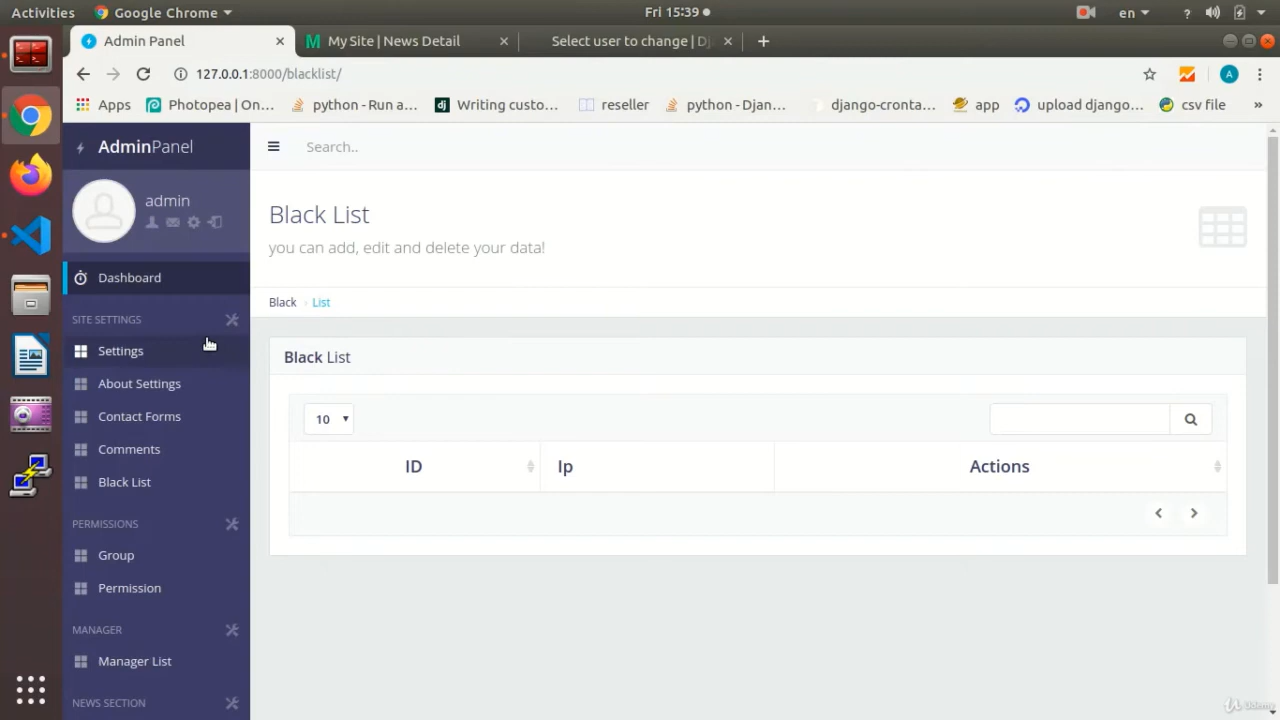 Activities Google Chrome Fri 15:39 en ?
Admin Panel My Site | News Detail Select user to change | Dj
127.0.0.1:8000/blacklist/ A
Apps Photopea | On... python - Run a... dj Writing custo... reseller python - Djan... django-cronta... app upload django... csv file »
AdminPanel Search..
admin
Black List
you can add, edit and delete your data!
Dashboard
Black List
SITE SETTINGS
Settings
Black List
About Settings
Contact Forms 10
Comments
ID Ip Actions
Black List
PERMISSIONS
Group
Permission
MANAGER
Manager List
NEWS SECTION
Udemy